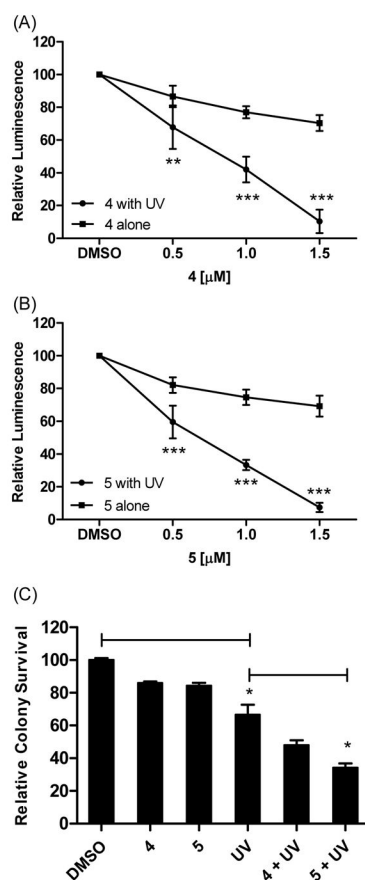 (A)
Relative Luminescence
120
100
80
60
40
20
0
**
***
***
4 with UV
4 alone
DMSO
0.5
1.0
1.5
4 [μM]
(B)
Relative Luminescence
120
100
80
60
40
20
0
***
***
***
5 with UV
5 alone
DMSO
0.5
1.0
1.5
5 [μM]
(C)
Relative Colony Survival
120
100
80
60
40
20
0
*
*
DMSO
4
5
UV
4 + UV
5 + UV